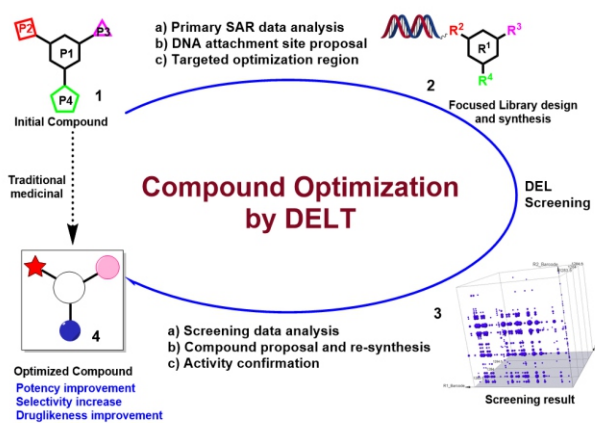 P2
P3
P1
P4
1
Initial Compound
a) Primary SAR data analysis
b) DNA attachment site proposal
c) Targeted optimization region
R²
R³
R¹
R⁴
2
Focused Library design
and synthesis
Traditional
medicinal
Compound Optimization
by DELT
DEL
Screening
4
Optimized Compound
Potency improvement
Selectivity increase
Druglikeness improvement
a) Screening data analysis
b) Compound proposal and re-synthesis
c) Activity confirmation
3
Screening result